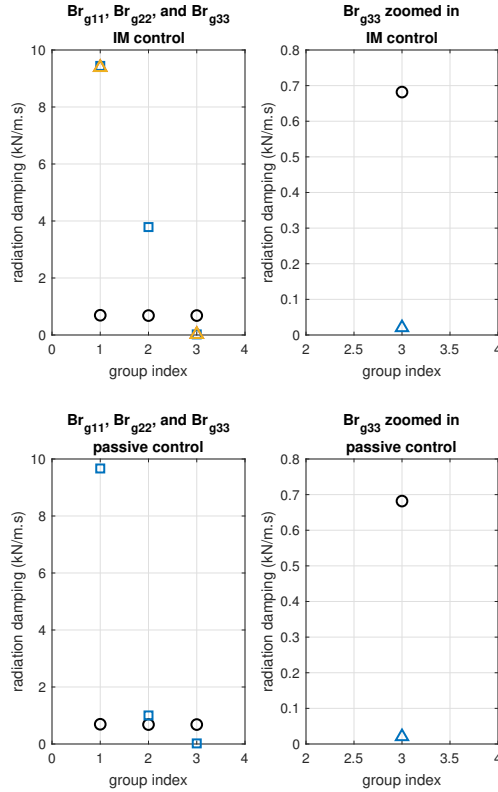 Br_g11, Br_g22, and Br_g33
IM control
10
8
6
4
2
0
radiation damping (kN/m.s)
0 1 2 3 4
group index
Br_g33 zoomed in
IM control
0.8
0.7
0.6
0.5
0.4
0.3
0.2
0.1
0
radiation damping (kN/m.s)
2 2.5 3 3.5 4
group index
Br_g11, Br_g22, and Br_g33
passive control
10
8
6
4
2
0
radiation damping (kN/m.s)
0 1 2 3 4
group index
Br_g33 zoomed in
passive control
0.8
0.7
0.6
0.5
0.4
0.3
0.2
0.1
0
radiation damping (kN/m.s)
2 2.5 3 3.5 4
group index